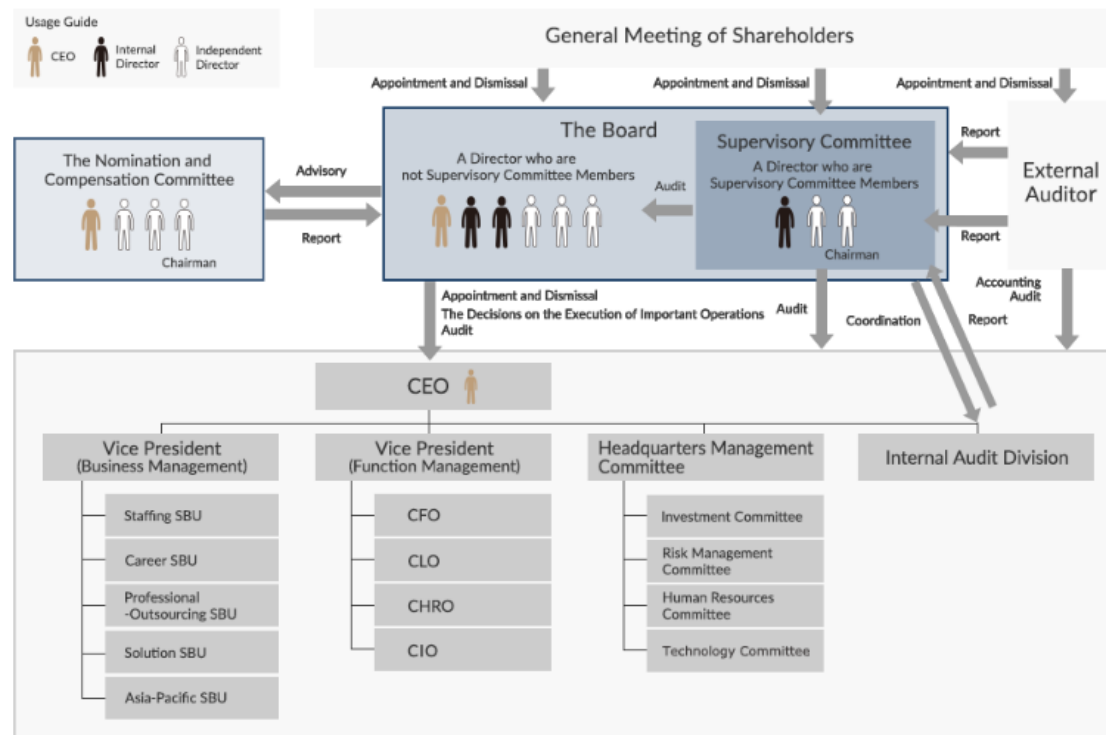 Usage Guide
CEO
Internal
Director
Independent
Director
General Meeting of Shareholders
Appointment and Dismissal
Appointment and Dismissal
Appointment and Dismissal
The Nomination and
Compensation Committee
Chairman
Advisory
Report
The Board
A Director who are
not Supervisory Committee Members
Audit
Supervisory Committee
A Director who are
Supervisory Committee Members
Chairman
Report
Report
External
Auditor
Appointment and Dismissal
The Decisions on the Execution of Important Operations
Audit
Audit
Coordination
Report
Accounting
Audit
CEO
Vice President
(Business Management)
Staffing SBU
Career SBU
Professional
-Outsourcing SBU
Solution SBU
Asia-Pacific SBU
Vice President
(Function Management)
CFO
CLO
CHRO
CIO
Headquarters Management
Committee
Investment Committee
Risk Management
Committee
Human Resources
Committee
Technology Committee
Internal Audit Division